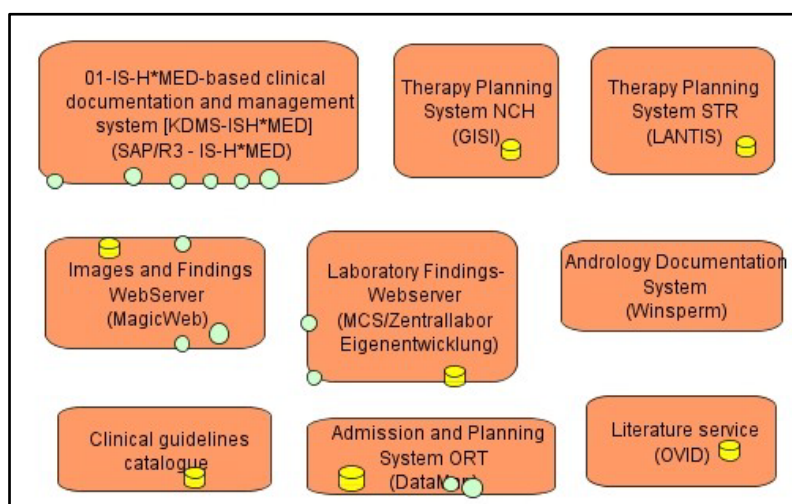 01-IS-H*MED-based clinical
documentation and management
system [KDMS-ISH*MED]
(SAP/R3 - IS-H*MED)
Therapy Planning
System NCH
(GISI)
Therapy Planning
System STR
(LANTIS)
Images and Findings
WebServer
(MagicWeb)
Laboratory Findings-
Webserver
(MCS/Zentrallabor
Eigenentwicklung)
Andrology Documentation
System
(Winsperm)
Clinical guidelines
catalogue
Admission and Planning
System ORT
Literature service
(OVID)